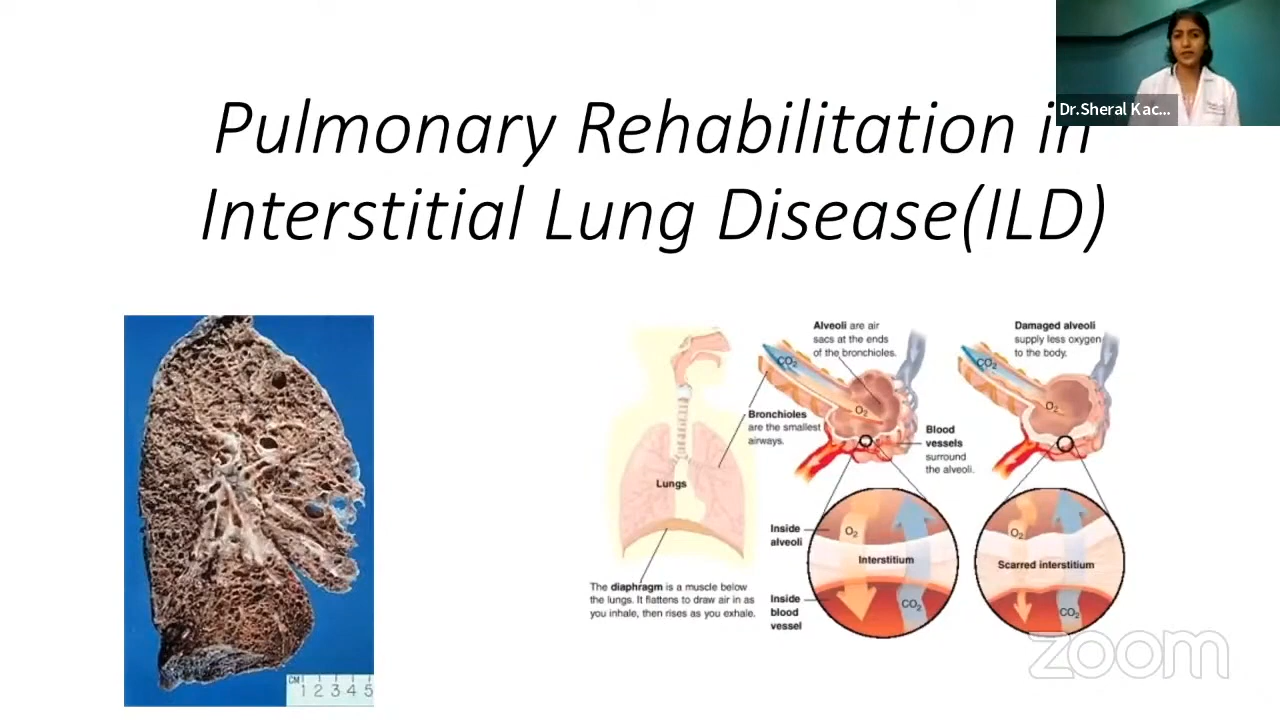 Dr.Sheral Kac...
Pulmonary Rehabilitation in
Interstitial Lung Disease(ILD)
Alveoli are air
sacs at the ends
of the bronchioles.
Damaged alveoli
supply less oxygen
to the body.
CO2
CO2
O2
O2
Bronchioles
are the smallest
airways.
Blood
vessels
surround
the alveoli.
Lungs
Inside
alveoli
O2
Interstitium
CO2
O2
Scarred interstitium
CO2
The diaphragm is a muscle below
the lungs. It flattens to draw air in as
you inhale, then rises as you exhale.
Inside
blood
vessel
CM
1 2 3 4 5
zoom